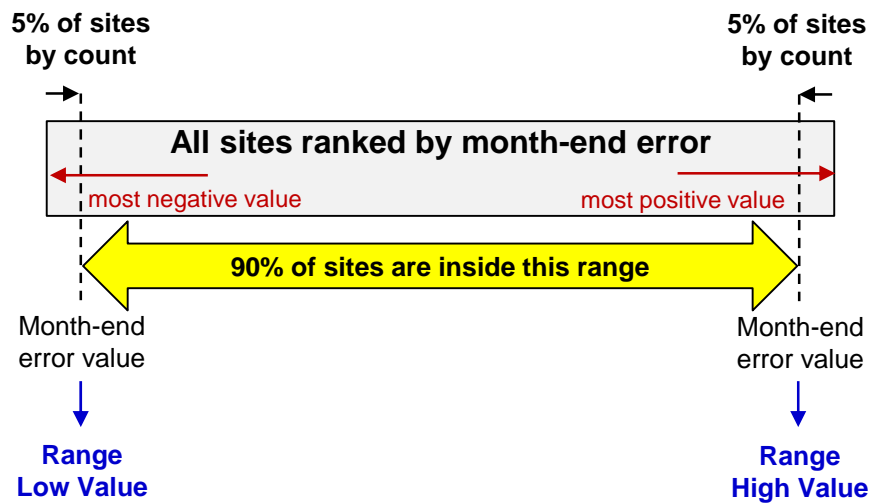 5% of sites
by count
5% of sites
by count
All sites ranked by month-end error
most negative value
most positive value
90% of sites are inside this range
Month-end
error value
Month-end
error value
Range
Low Value
Range
High Value